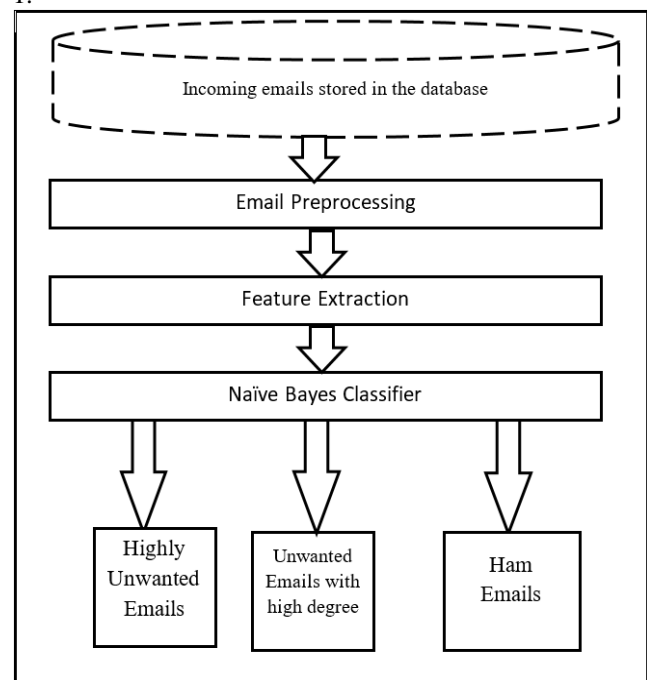 1.
Incoming emails stored in the database
Email Preprocessing
Feature Extraction
Naïve Bayes Classifier
Highly
Unwanted
Emails
Unwanted
Emails with
high degree
Ham
Emails